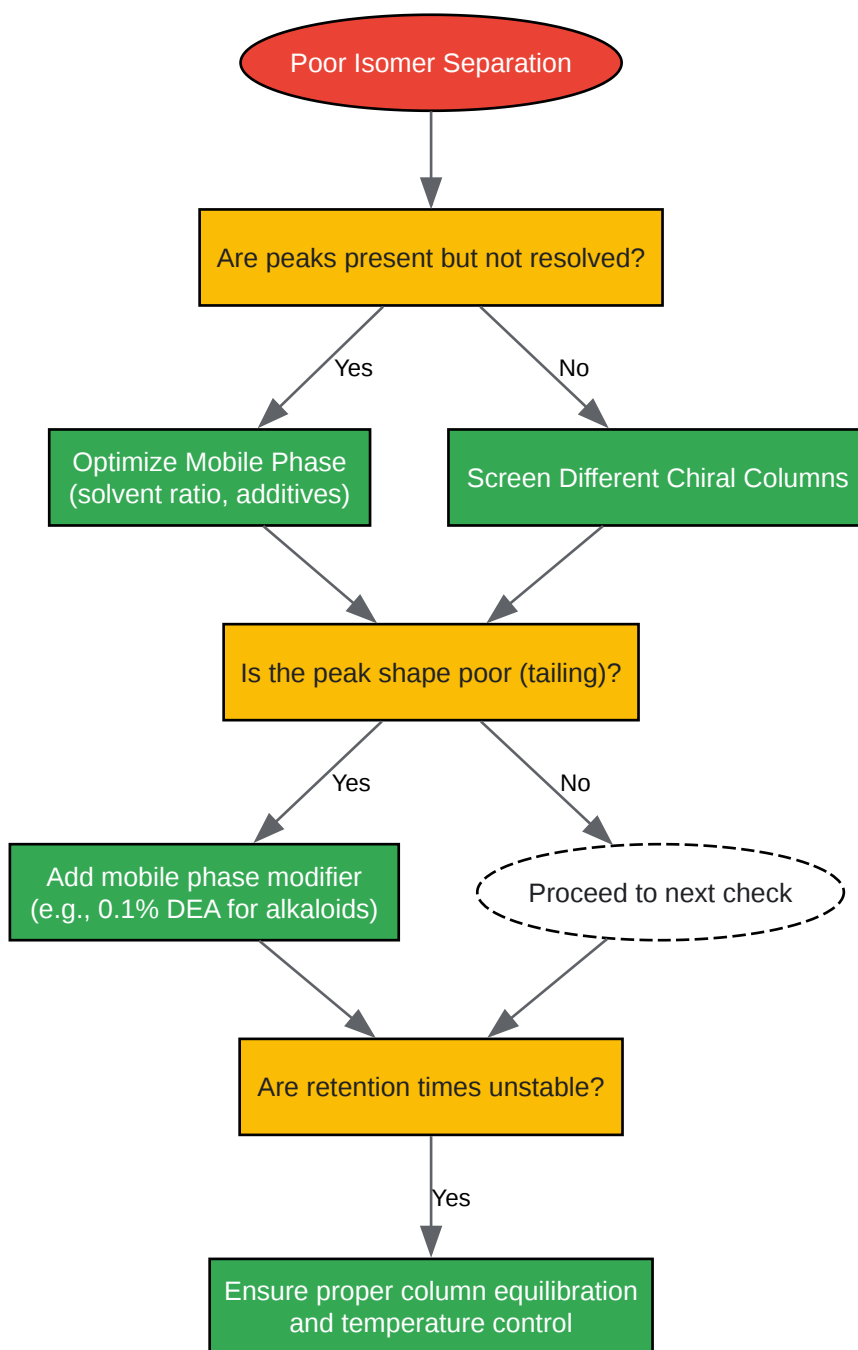 Poor Isomer Separation
Are peaks present but not resolved?
Yes
No
Optimize Mobile Phase
(solvent ratio, additives)
Screen Different Chiral Columns
Is the peak shape poor (tailing)?
Yes
No
Add mobile phase modifier
(e.g., 0.1% DEA for alkaloids)
Proceed to next check
Are retention times unstable?
Yes
Ensure proper column equilibration
and temperature control